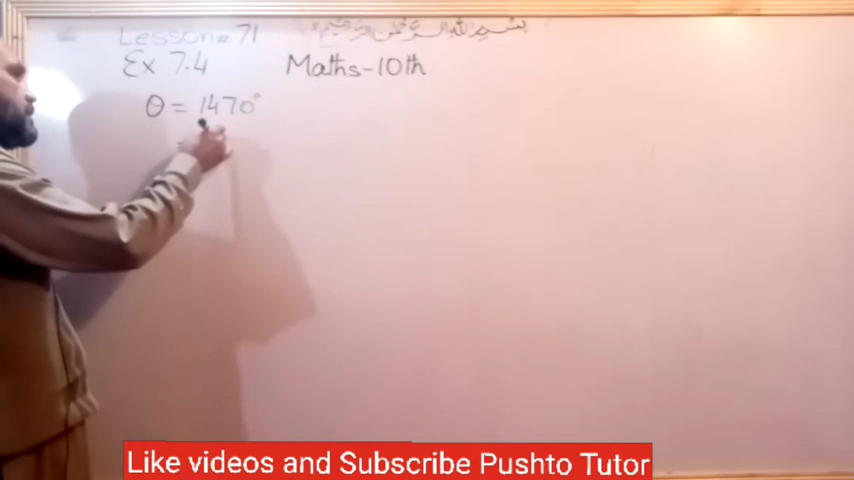 Lesson # 71 بسم الله الرحمن الرحيم
Ex 7.4 Maths-10th
θ = 1470°
Like videos and Subscribe Pushto Tutor